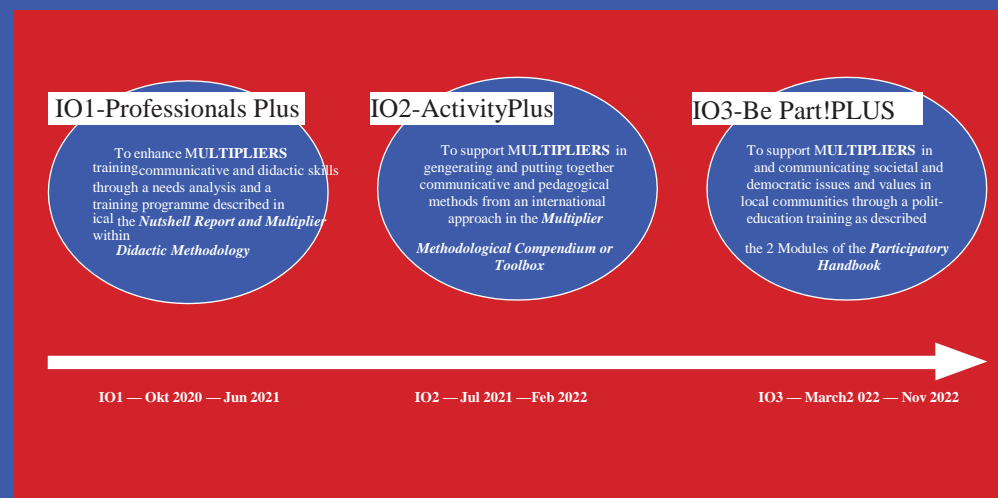 IO1-Professionals Plus
To enhance MULTIPLIERS
trainingcommunicative and didactic skills
through a needs analysis and a
training programme described in
ical the Nutshell Report and Multiplier
within
Didactic Methodology
IO2-ActivityPlus
To support MULTIPLIERS in
gengerating and putting together
communicative and pedagogical
methods from an international
approach in the Multiplier
Methodological Compendium or
Toolbox
IO3-Be Part!PLUS
To support MULTIPLIERS in
and communicating societal and
democratic issues and values in
local communities through a polit-
education training as described
the 2 Modules of the Participatory
Handbook
IO1 — Okt 2020 — Jun 2021
IO2 — Jul 2021 —Feb 2022
IO3 — March2 022 — Nov 2022